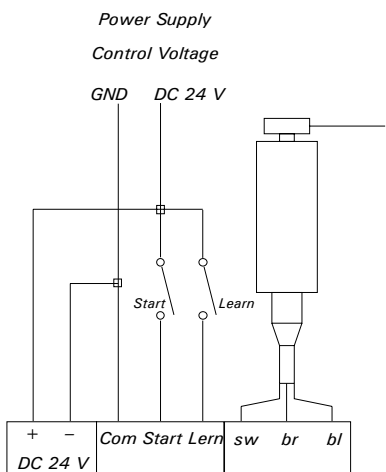 Power Supply
Control Voltage
GND DC 24 V
Start Learn
+ − Com Start Lern sw br bl
DC 24 V